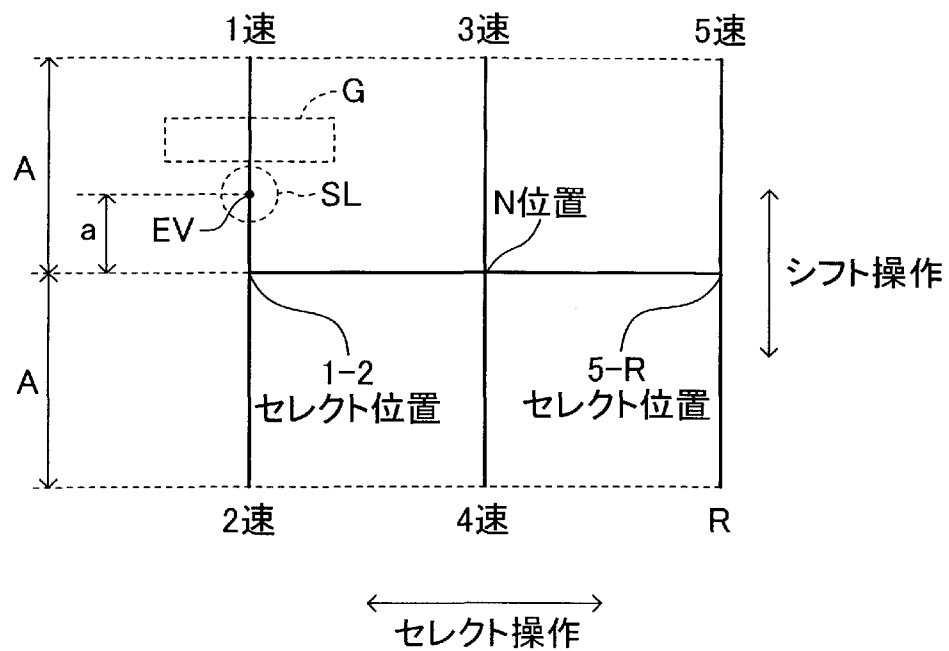 1速
3速
5速
G
A
SL
EV
a
N位置
シフト操作
1-2
セレクト位置
5-R
セレクト位置
A
2速
4速
R
セレクト操作